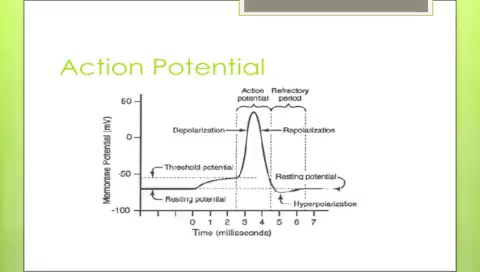 Action Potential
Action Refractory
potential period
50
Depolarization
Repolarization
0
Threshold potential
-50
Resting potential
Resting potential
Hyperpolarization
-100
0 1 2 3 4 5 6 7
Time (milliseconds)
Membrane Potential (mV)